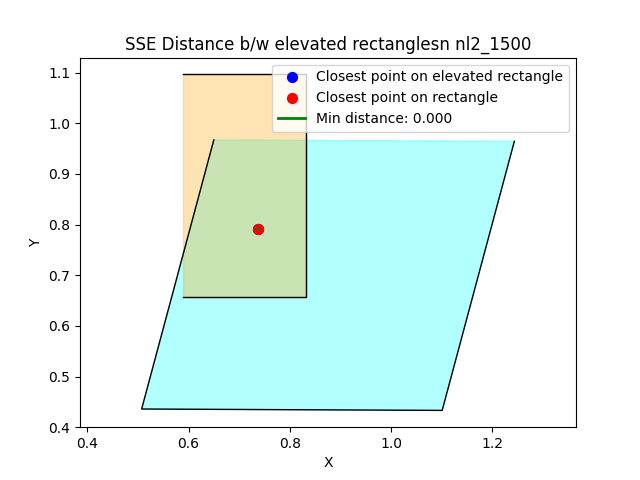 SSE Distance b/w elevated rectanglesn nl2_1500
Closest point on elevated rectangle
Closest point on rectangle
Min distance: 0.000
1.1
1.0
0.9
0.8
0.7
0.6
0.5
0.4
Y
0.4
0.6
0.8
1.0
1.2
X